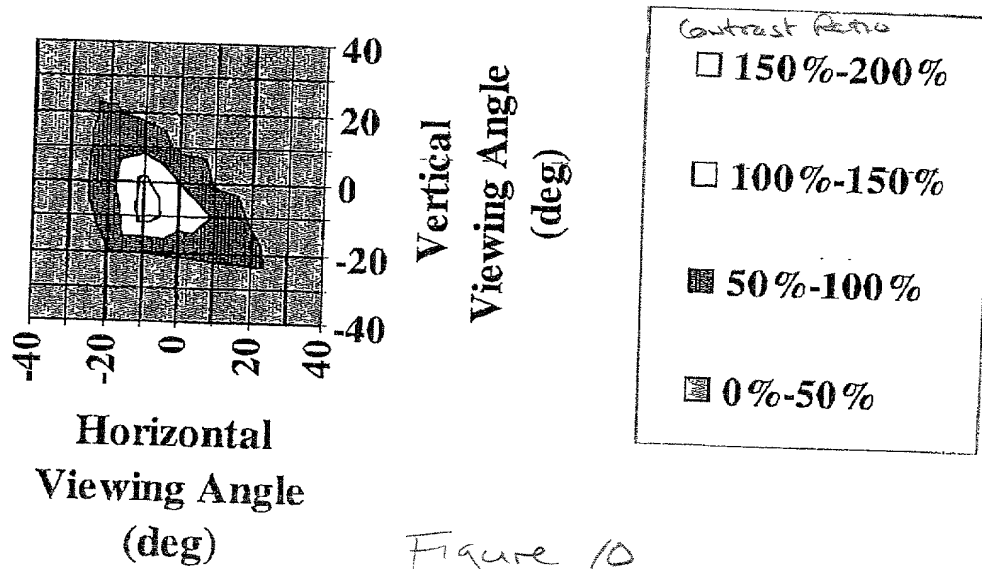 40
20
0
-20
-40
Vertical
Viewing Angle
(deg)
-40
-20
0
20
40
Horizontal
Viewing Angle
(deg)
Contrast Ratio
150%-200%
100%-150%
50%-100%
0%-50%
Figure 10